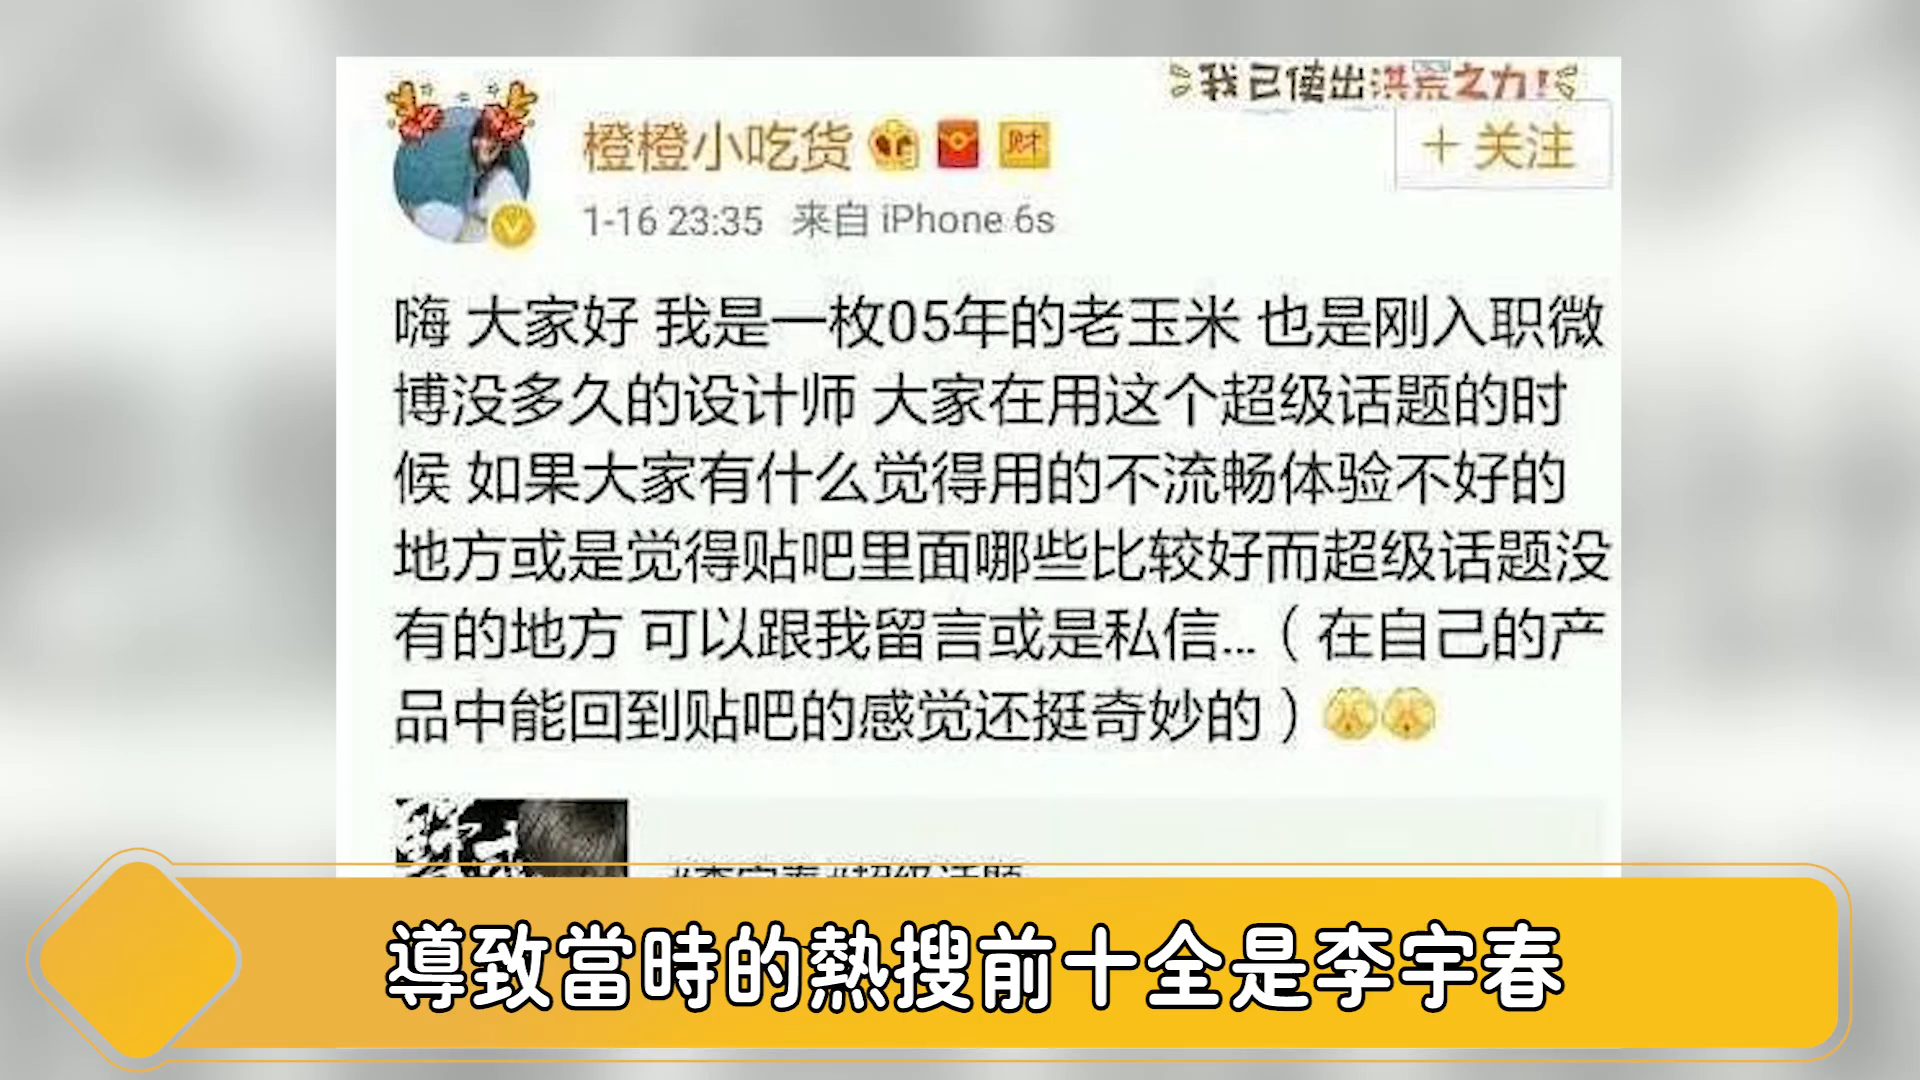 我已使出洪荒之力!
橙橙小吃货
财
+关注
1-16 23:35 来自 iPhone 6s
嗨 大家好 我是一枚05年的老玉米 也是刚入职微
博没多久的设计师 大家在用这个超级话题的时
候 如果大家有什么觉得用的不流畅体验不好的
地方或是觉得贴吧里面哪些比较好而超级话题没
有的地方 可以跟我留言或是私信...（在自己的产
品中能回到贴吧的感觉还挺奇妙的）
#李宇春#超级话题
導致當時的熱搜前十全是李宇春